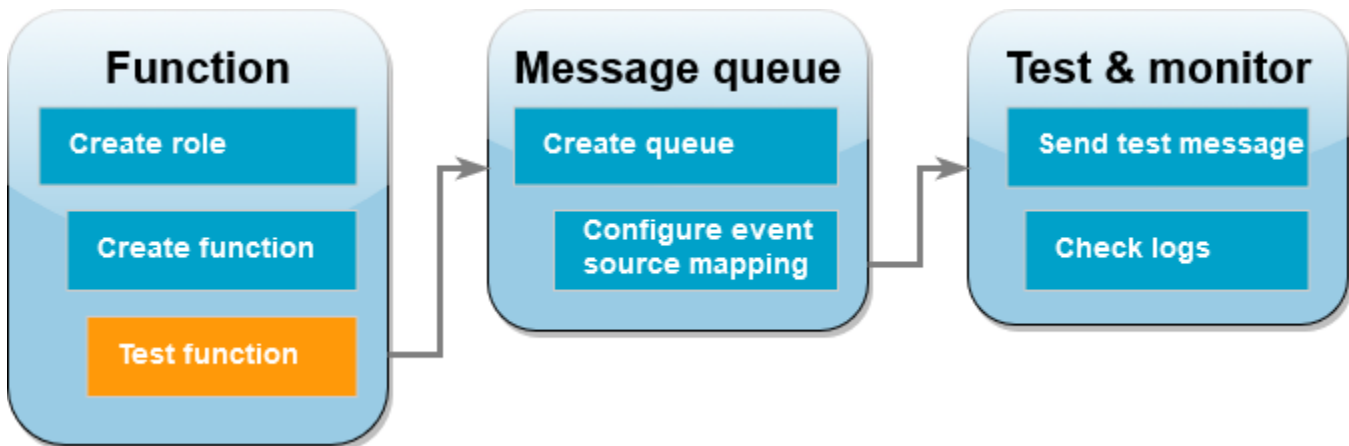 Function
Create role
Create function
Test function
Message queue
Create queue
Configure event
source mapping
Test & monitor
Send test message
Check logs